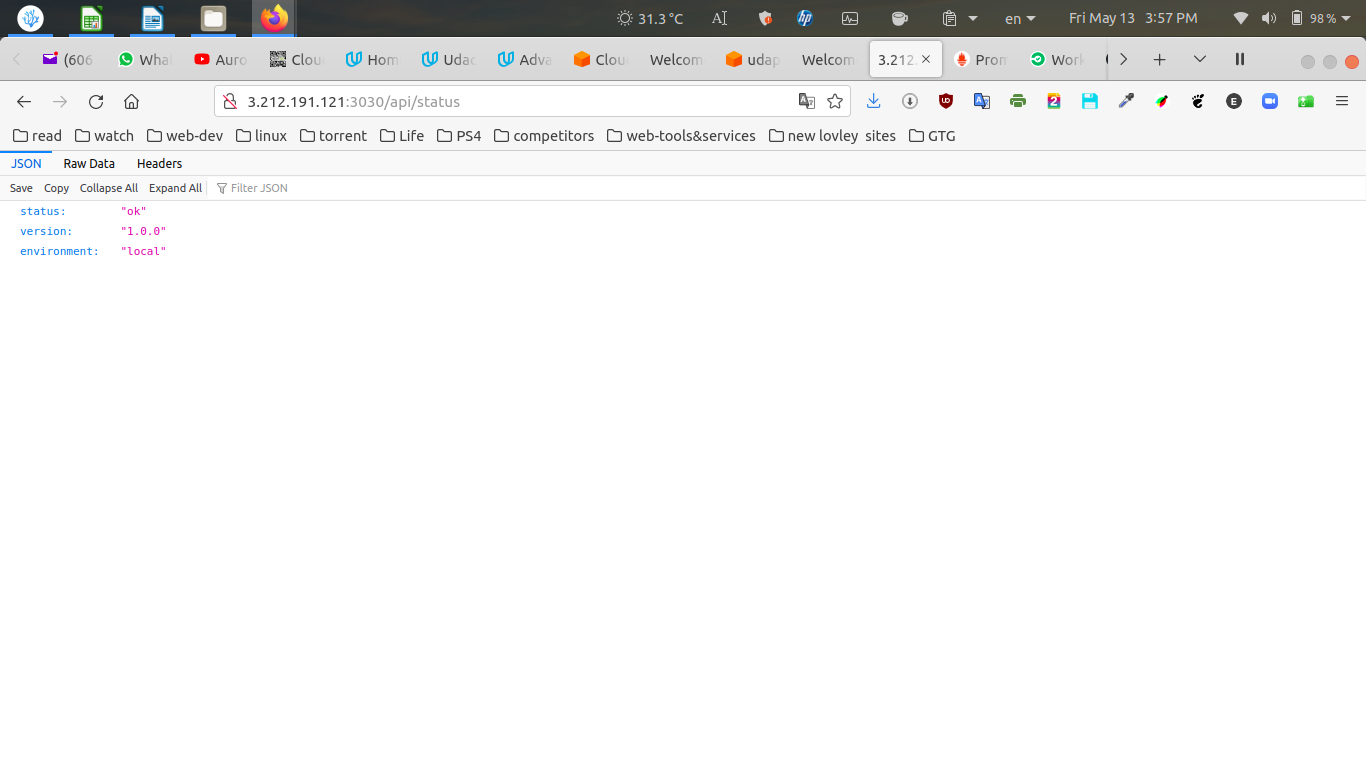 31.3 °C en Fri May 13 3:57 PM 98 %
(606 Wha Auro Clou Hom Udac Adva Clou Welcom udap Welcom 3.212. Pron Work
3.212.191.121:3030/api/status
read watch web-dev linux torrent Life PS4 competitors web-tools&services new lovley sites GTG
JSON Raw Data Headers
Save Copy Collapse All Expand All Filter JSON
status: "ok"
version: "1.0.0"
environment: "local"